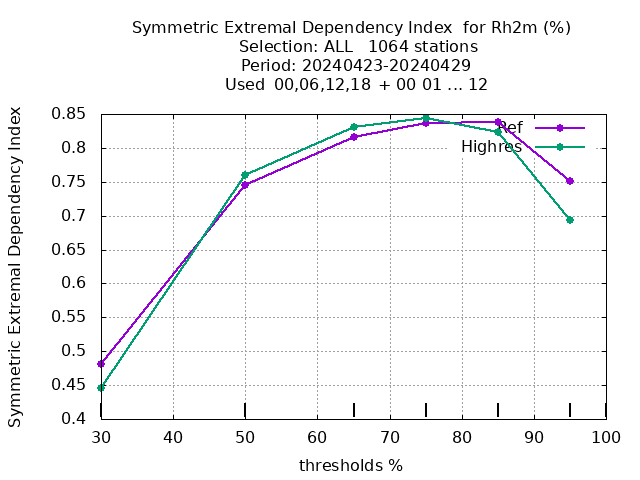 Symmetric Extremal Dependency Index  for Rh2m (%)
Selection: ALL   1064 stations
Period: 20240423-20240429
Used  00,06,12,18  + 00 01 ... 12
Symmetric Extremal Dependency Index
0.85
0.8
0.75
0.7
0.65
0.6
0.55
0.5
0.45
0.4
Ref
Highres
30 40 50 60 70 80 90 100
thresholds %